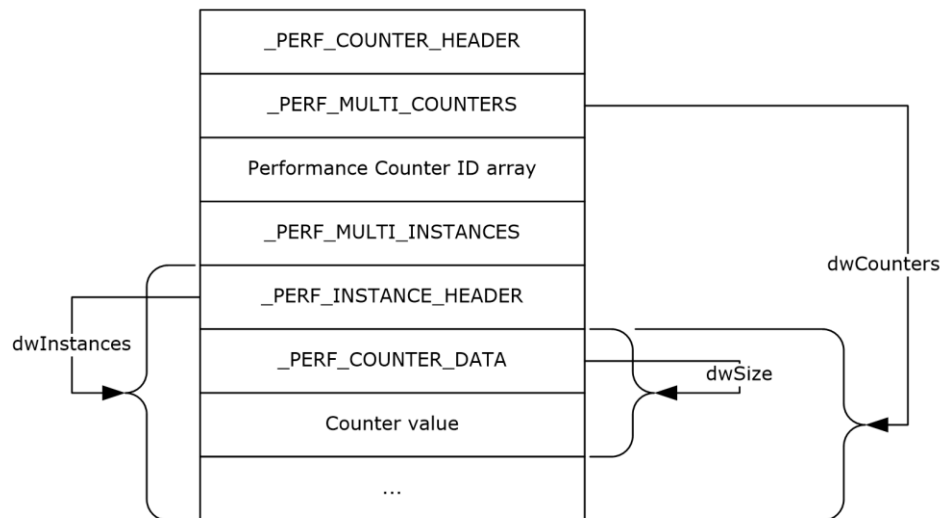 _PERF_COUNTER_HEADER
_PERF_MULTI_COUNTERS
Performance Counter ID array
_PERF_MULTI_INSTANCES
dwCounters
_PERF_INSTANCE_HEADER
dwInstances
_PERF_COUNTER_DATA
dwSize
Counter value
...